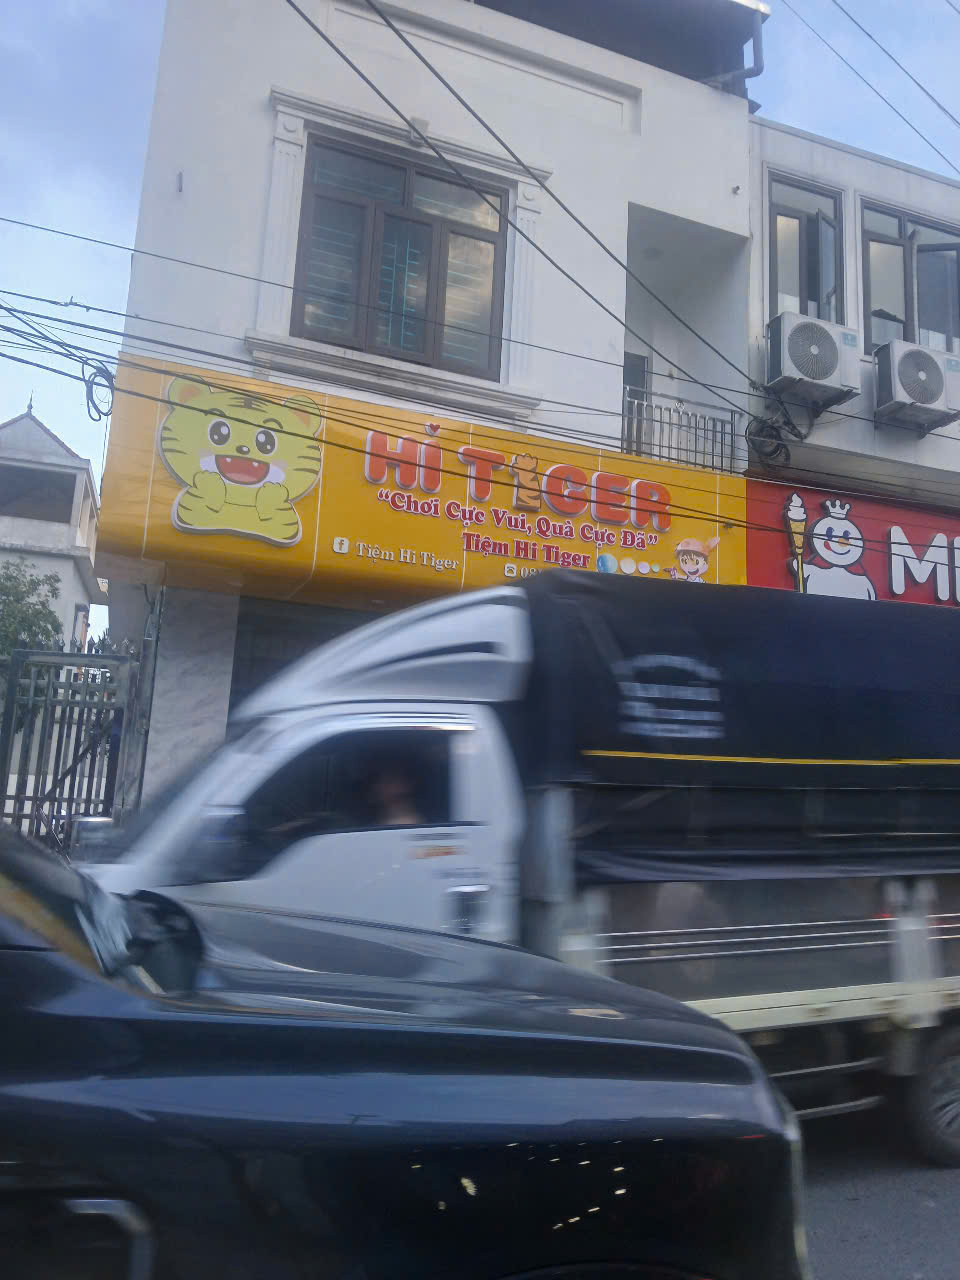 Hi TIGER
“Chơi Cực Vui, Quà Cực Đã”
Tiệm Hi Tiger
Tiệm Hi Tiger